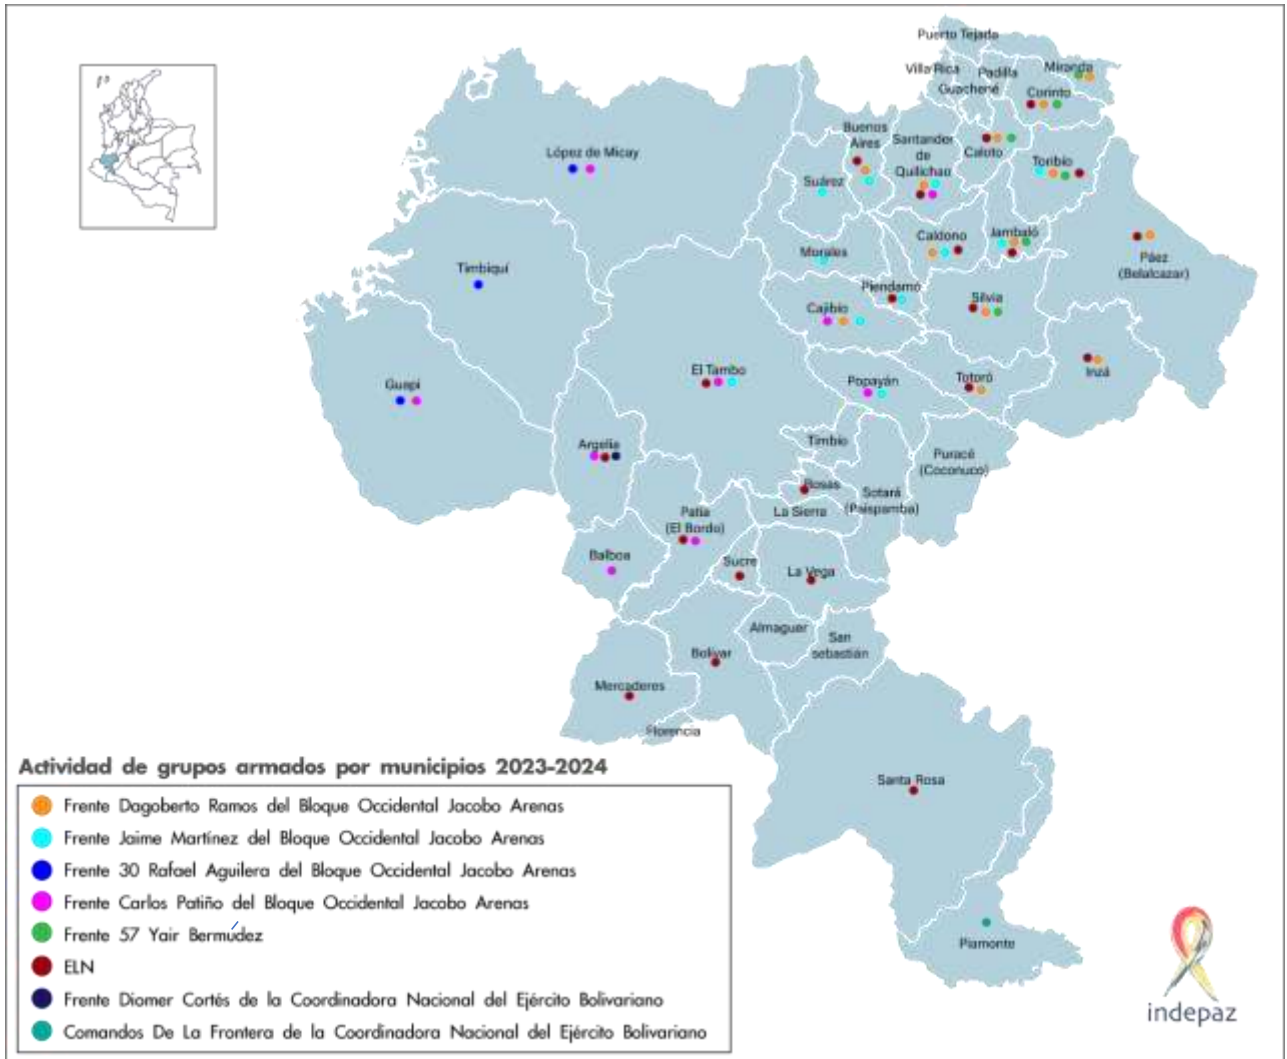 Puerto Tejada
Villa Rica
Padilla
Miranda
Guachené
Corinto
Buenos
Aires
Santander
de
Quilichao
Caloto
Toribío
López de Micay
Suárez
Caldono
Jambaló
Páez
(Belalcazar)
Morales
Timbiquí
Piendamó
Silvia
Cajibío
El Tambo
Popayán
Totoró
Inzá
Guapi
Argelia
Timbío
Puracé
(Coconuco)
Rosas
Sotará
(Paispamba)
La Sierra
Patía
(El Bordo)
Balboa
Sucre
La Vega
Almaguer
San
sebastián
Bolívar
Mercaderes
Florencia
Santa Rosa
Piamonte
Actividad de grupos armados por municipios 2023-2024
Frente Dagoberto Ramos del Bloque Occidental Jacobo Arenas
Frente Jaime Martínez del Bloque Occidental Jacobo Arenas
Frente 30 Rafael Aguilera del Bloque Occidental Jacobo Arenas
Frente Carlos Patiño del Bloque Occidental Jacobo Arenas
Frente 57 Yair Bermúdez
ELN
Frente Diomer Cortés de la Coordinadora Nacional del Ejército Bolivariano
Comandos De La Frontera de la Coordinadora Nacional del Ejército Bolivariano
indepaz